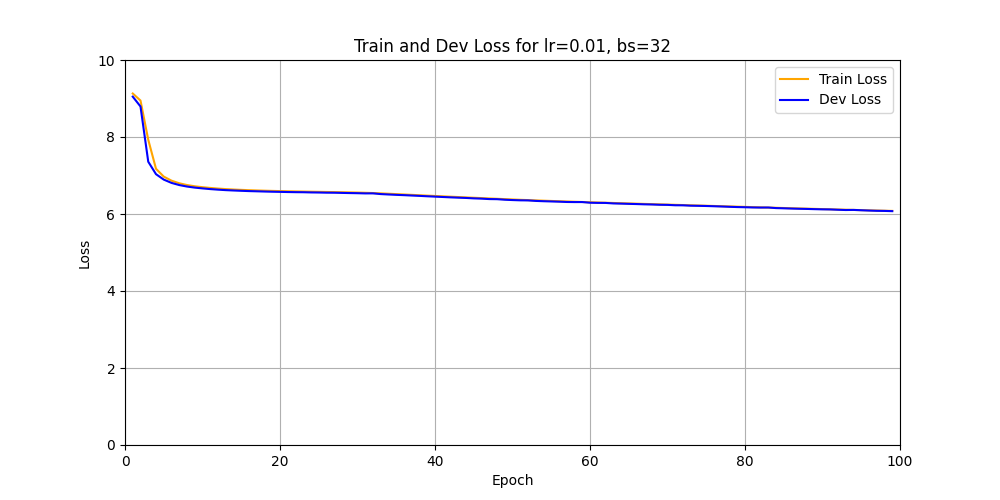 Train and Dev Loss for lr=0.01, bs=32
10
8
6
4
2
0
Loss
Train Loss
Dev Loss
0 20 40 60 80 100
Epoch